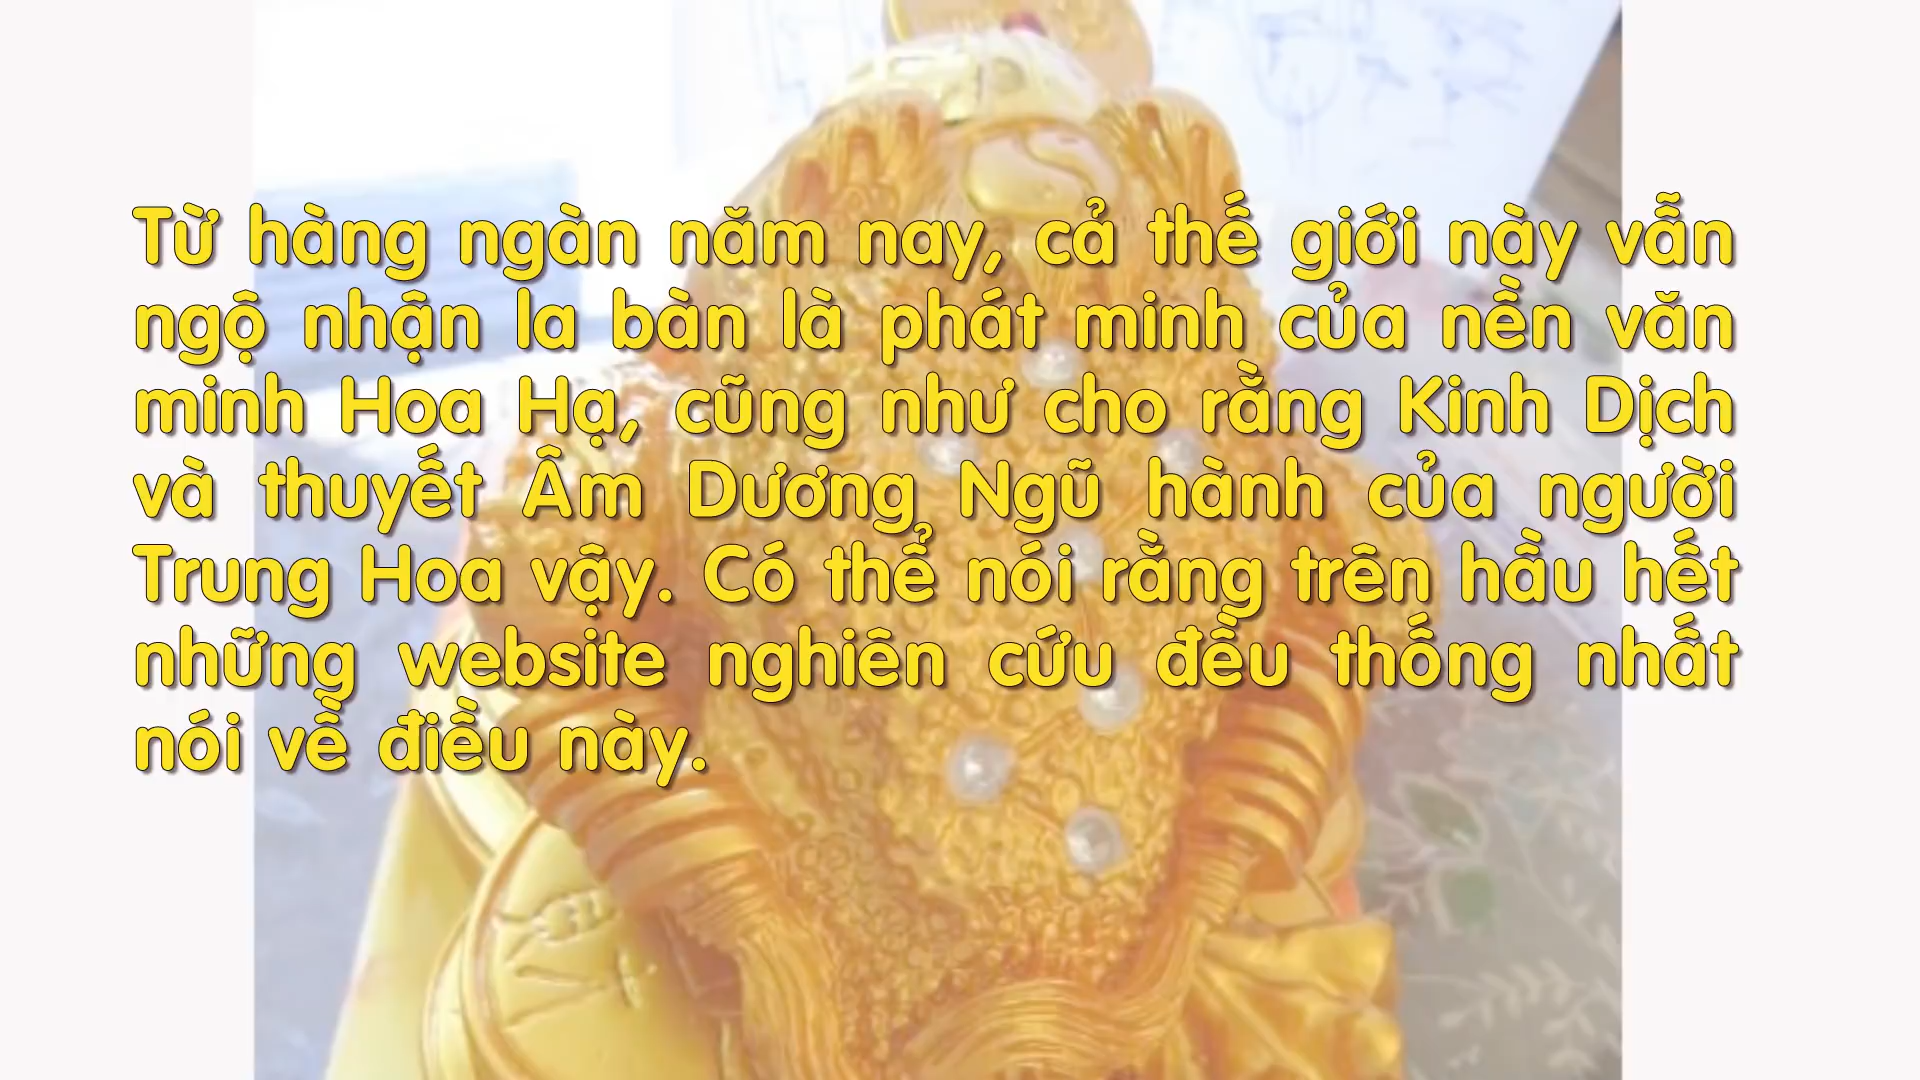 Từ hàng ngàn năm nay, cả thế giới này vẫn
ngộ nhận la bàn là phát minh của nền văn
minh Hoa Hạ, cũng như cho rằng Kinh Dịch
và thuyết Âm Dương Ngũ hành của người
Trung Hoa vậy. Có thể nói rằng trên hầu hết
những website nghiên cứu đều thống nhất
nói về điều này.